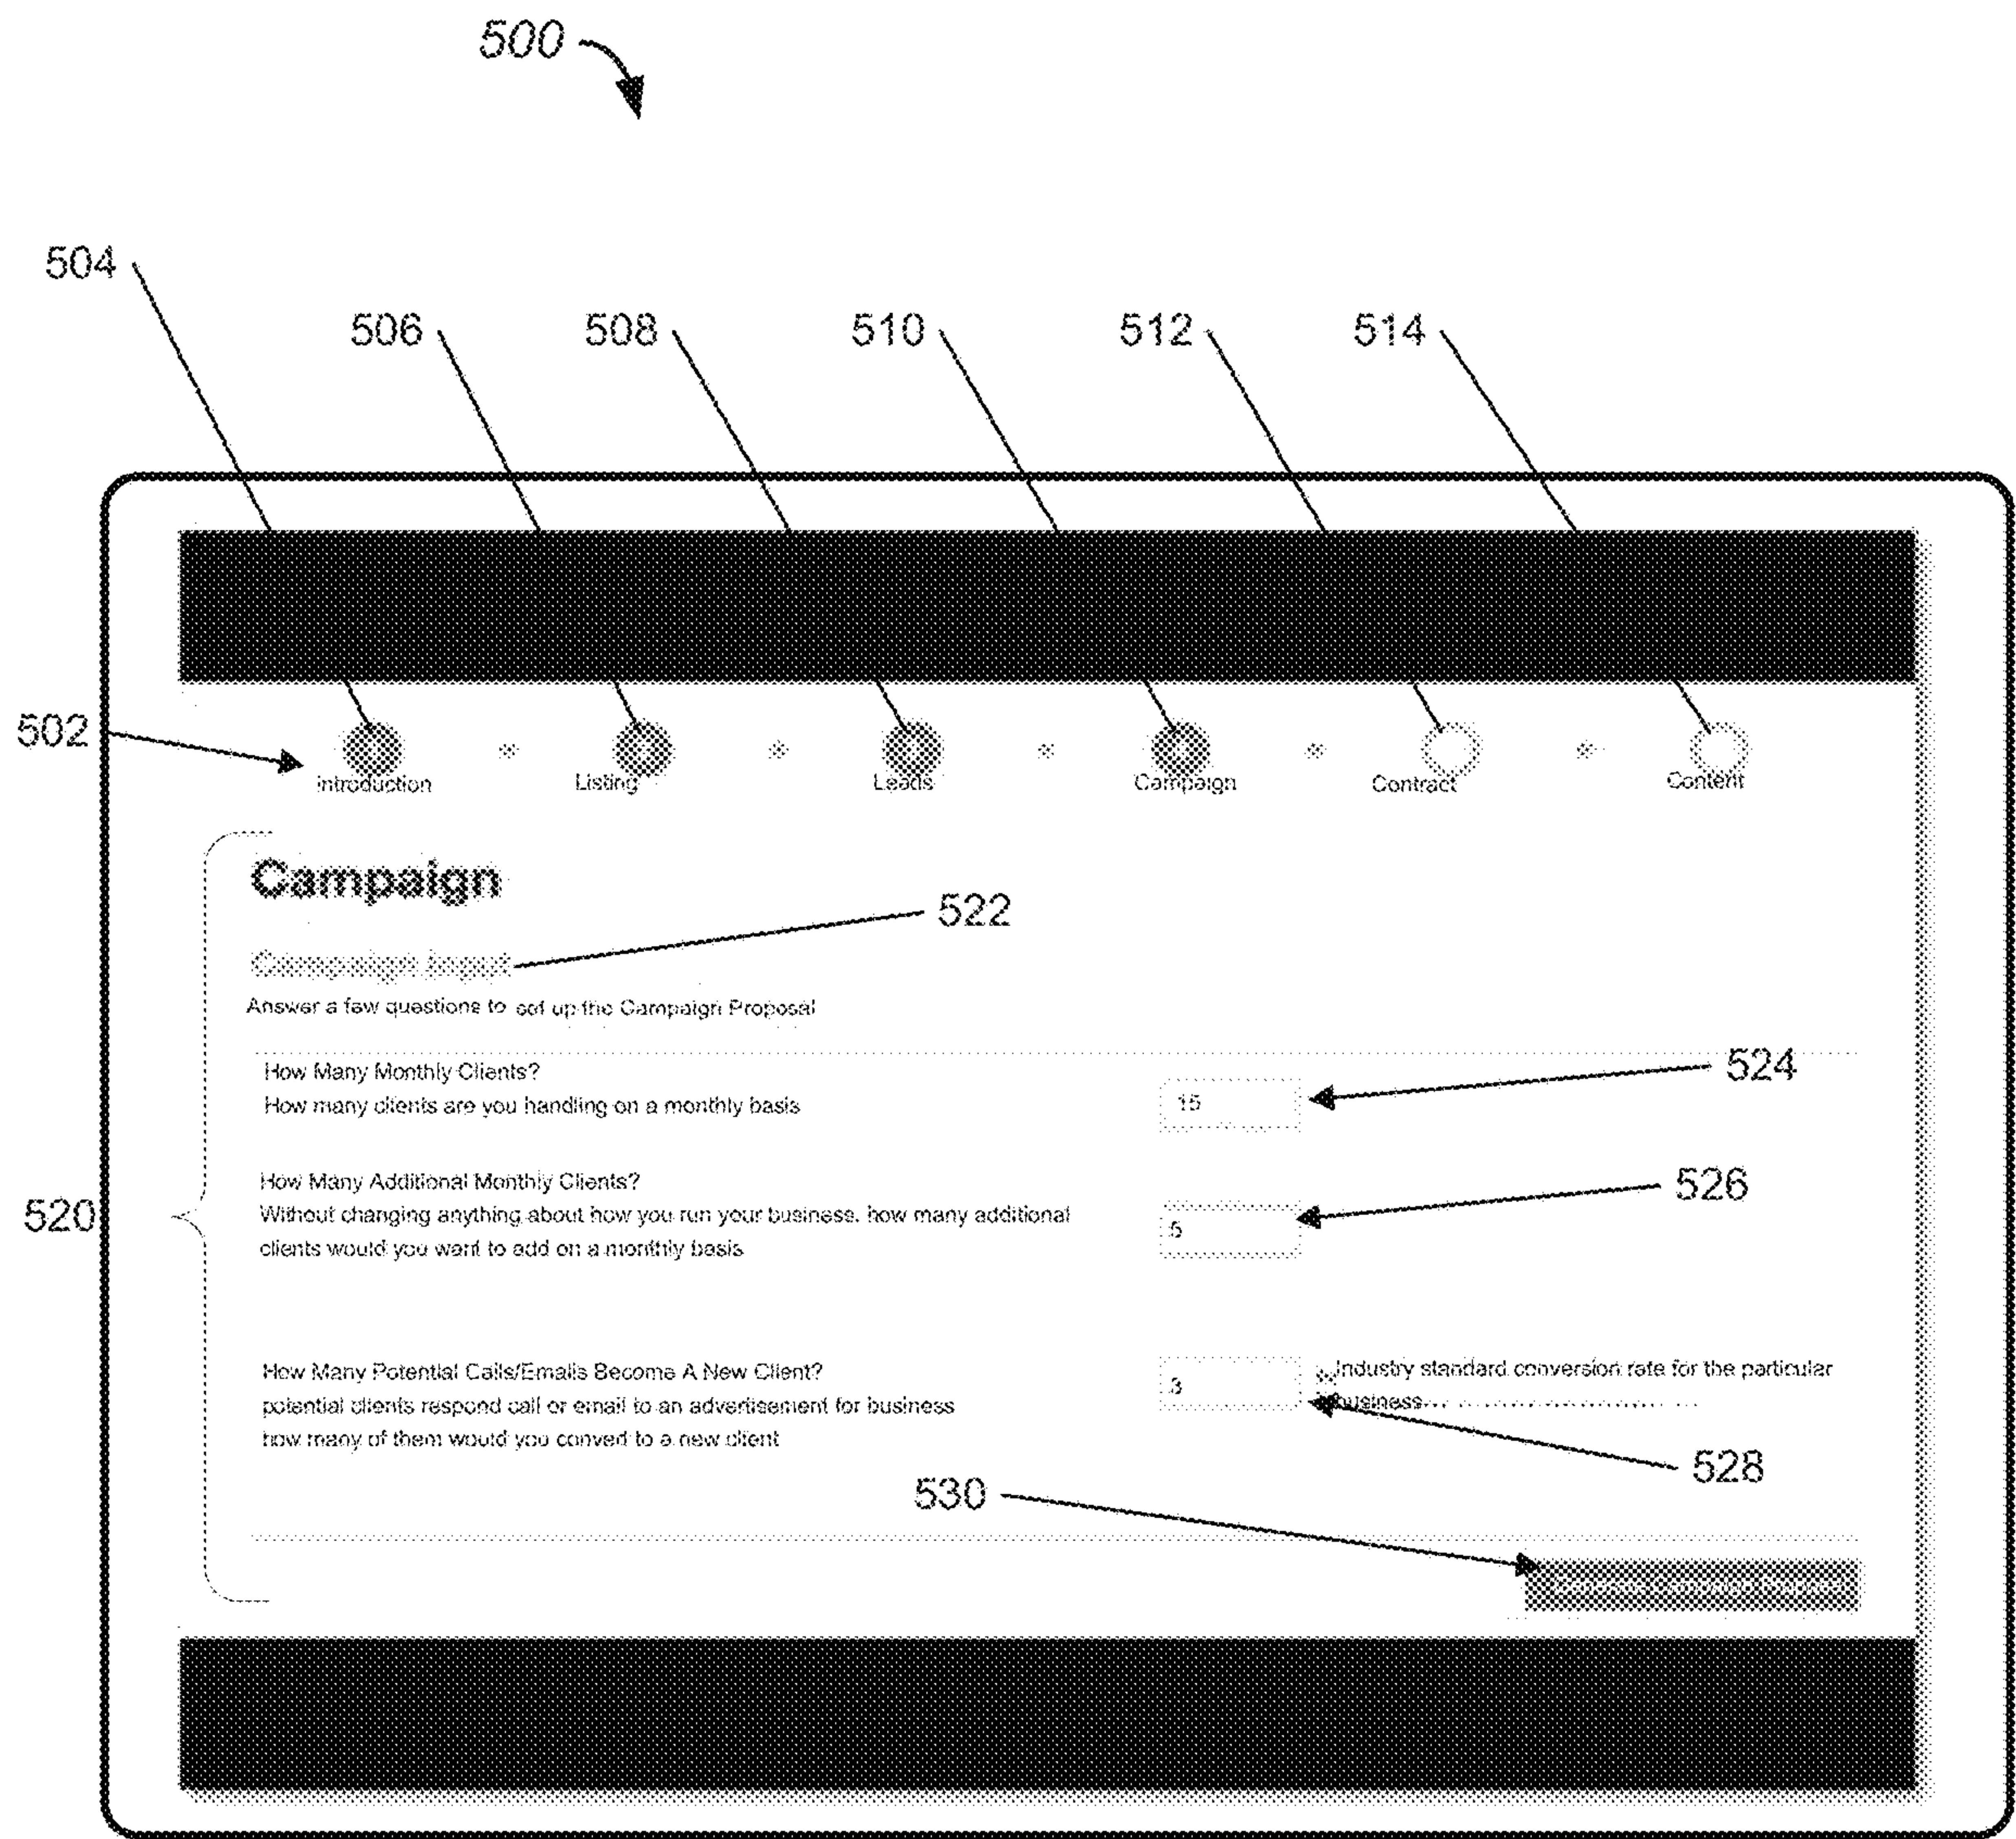 500
504
506 508 510 512 514
502
Introduction Listing Leads Campaign Contract Content
Campaign
522
Campaign Input
Answer a few questions to set up the Campaign Proposal
524
How Many Monthly Clients?
How many clients are you handling on a monthly basis
15
How Many Additional Monthly Clients?
526
Without changing anything about how you run your business, how many additional
clients would you want to add on a monthly basis
5
520
How Many Potential Calls/Emails Become A New Client?
potential clients respond call or email to an advertisement for business
how many of them would you conved to a new client
3
Industry standard conversion rate for the particular
business
528
530
Campaign